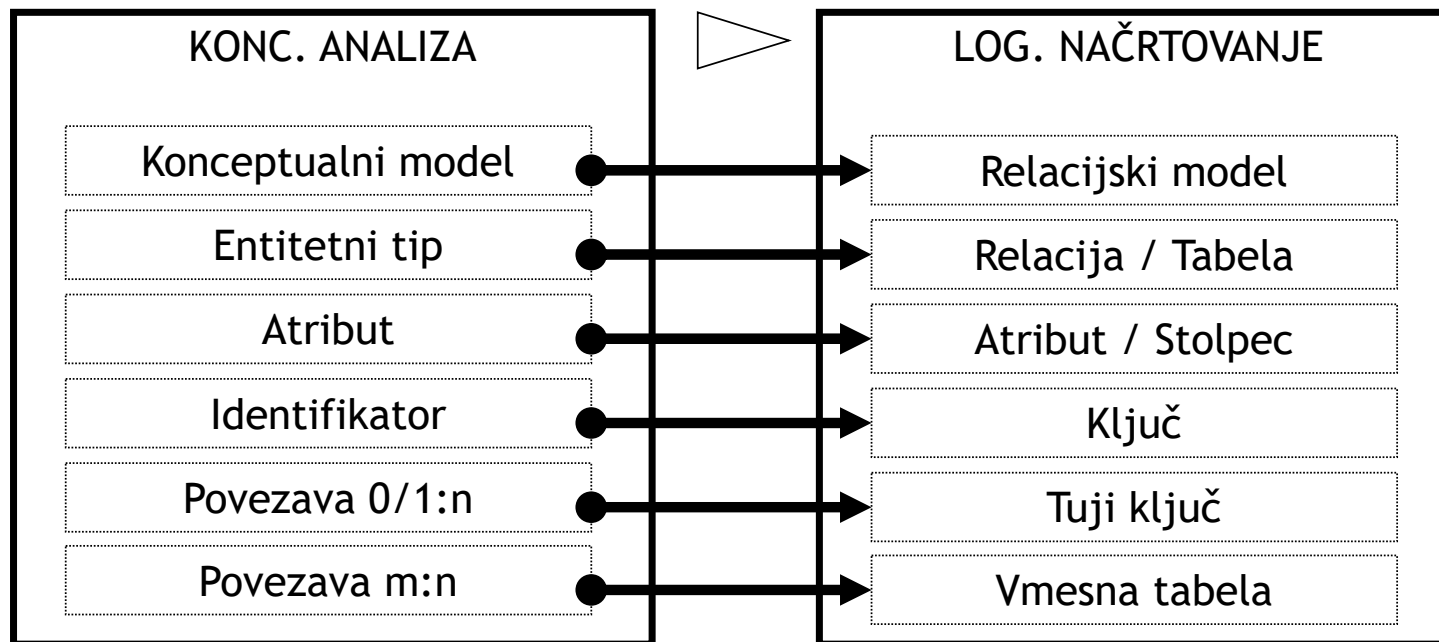 KONC. ANALIZA
Konceptualni model
Entitetni tip
Atribut
Identifikator
Povezava 0/1:n
Povezava m:n
LOG. NAČRTOVANJE
Relacijski model
Relacija / Tabela
Atribut / Stolpec
Ključ
Tuji ključ
Vmesna tabela